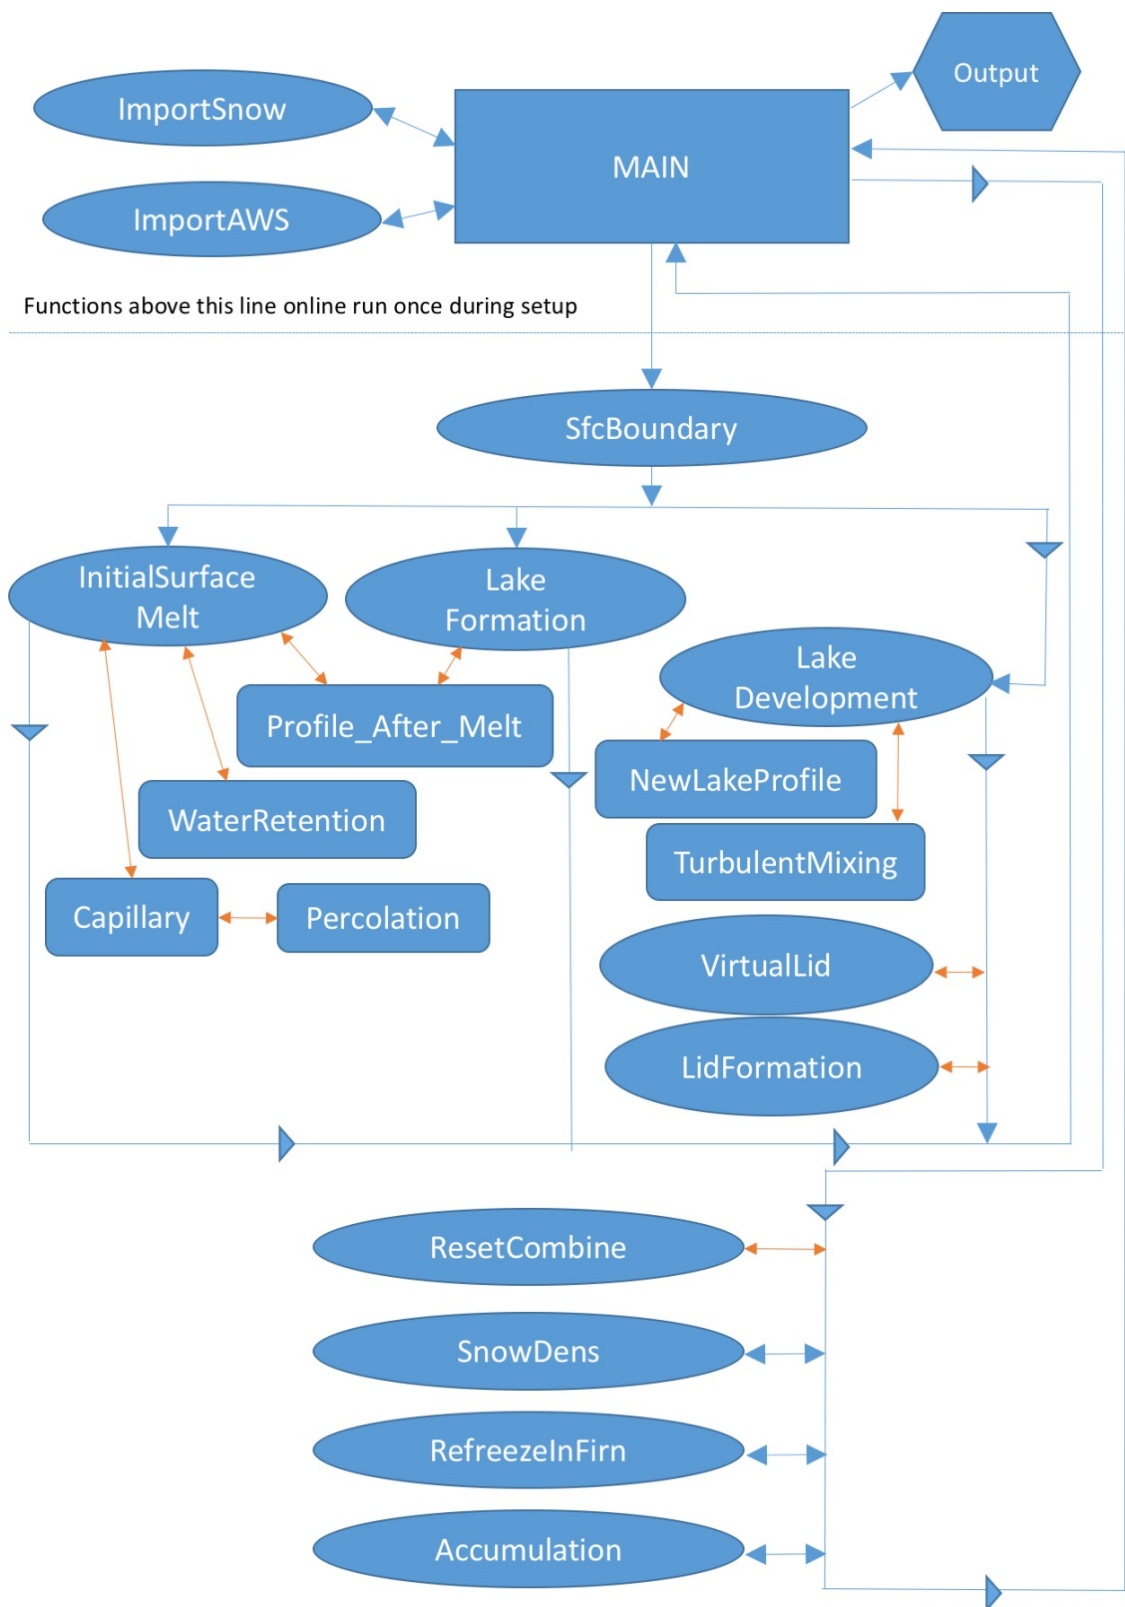 Output
ImportSnow
MAIN
ImportAWS
Functions above this line online run once during setup
SfcBoundary
InitialSurface
Melt
Lake
Formation
Lake
Development
Profile_After_Melt
NewLakeProfile
WaterRetention
TurbulentMixing
Capillary
Percolation
VirtualLid
LidFormation
ResetCombine
SnowDens
RefreezeInFirn
Accumulation